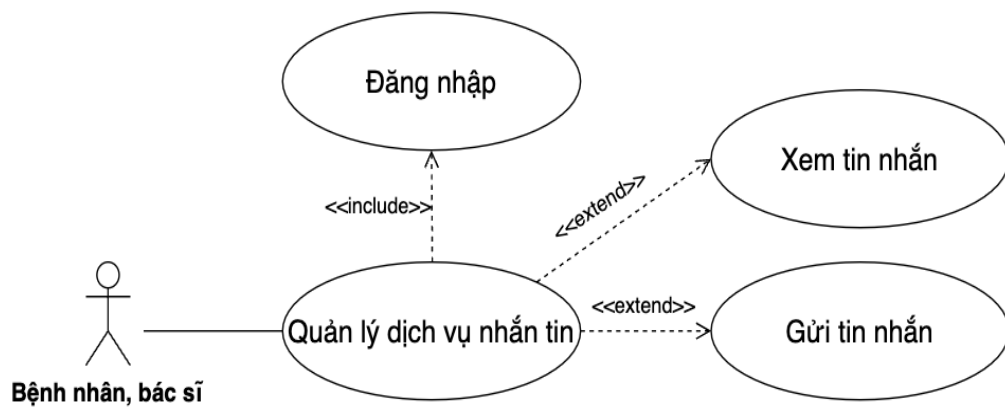 Đăng nhập
Xem tin nhắn
<<include>>
<<extend>>
Quản lý dịch vụ nhắn tin
<<extend>>
Gửi tin nhắn
Bệnh nhân, bác sĩ